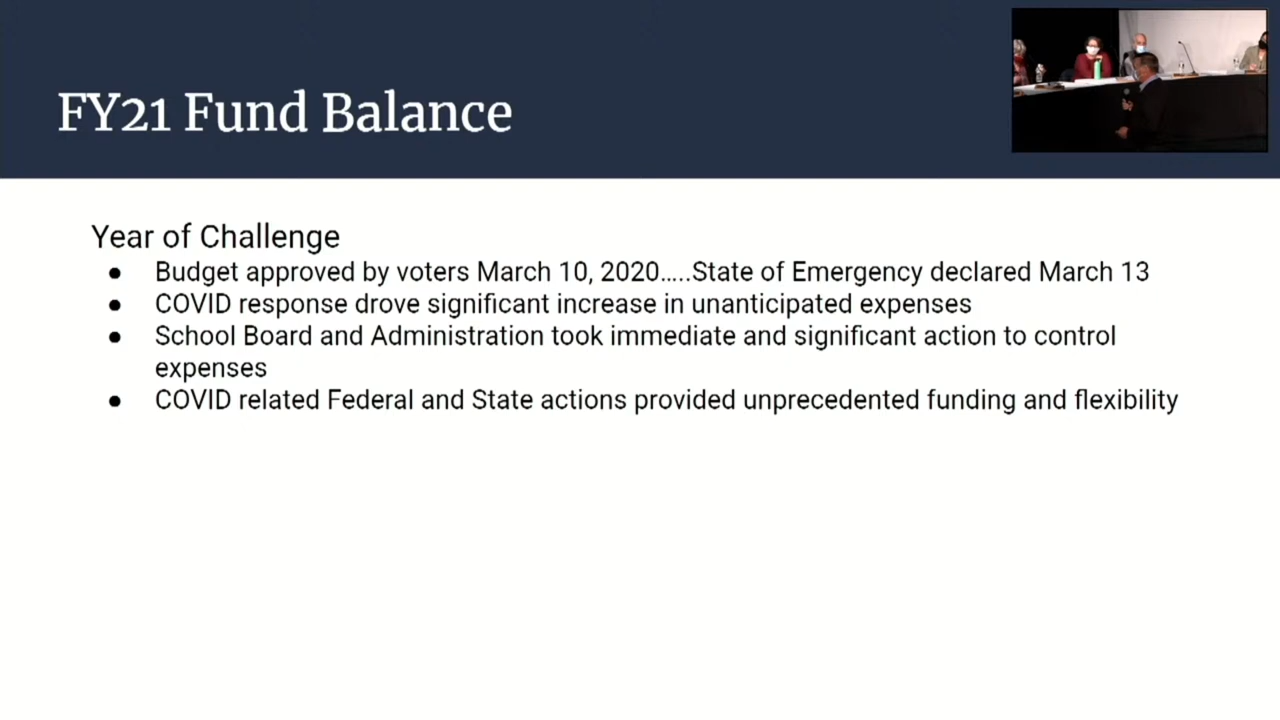 FY21 Fund Balance
Year of Challenge
● Budget approved by voters March 10, 2020.....State of Emergency declared March 13
● COVID response drove significant increase in unanticipated expenses
● School Board and Administration took immediate and significant action to control
expenses
● COVID related Federal and State actions provided unprecedented funding and flexibility